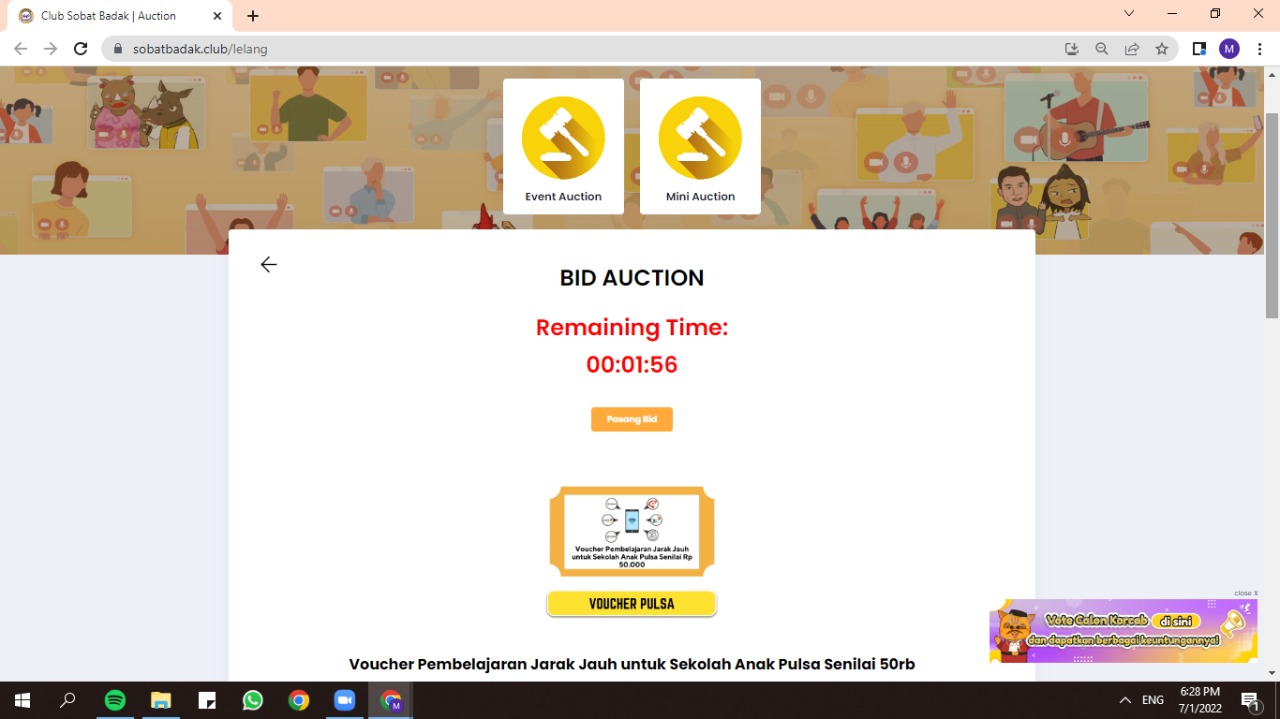 Club Sobat Badak | Auction
sobatbadak.club/lelang
M
Event Auction
Mini Auction
BID AUCTION
Remaining Time:
00:01:56
Pasang Bid
Voucher Pembelajaran Jarak Jauh
untuk Sekolah Anak Pulsa Senilai Rp
50.000
VOUCHER PULSA
Voucher Pembelajaran Jarak Jauh untuk Sekolah Anak Pulsa Senilai 50rb
close X
Vote Calon Korcab di sini
dan dapatkan berbagai keuntungannya!
M
ENG
6:28 PM
7/1/2022
1